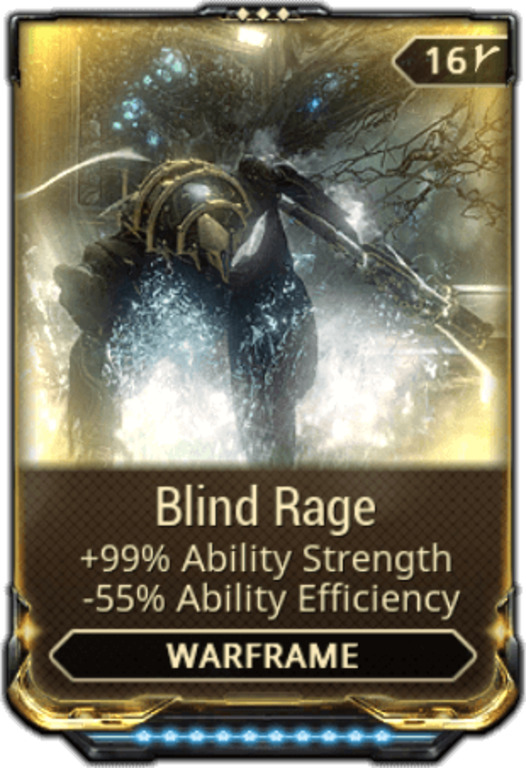 16
Blind Rage
+99% Ability Strength
-55% Ability Efficiency
WARFRAME